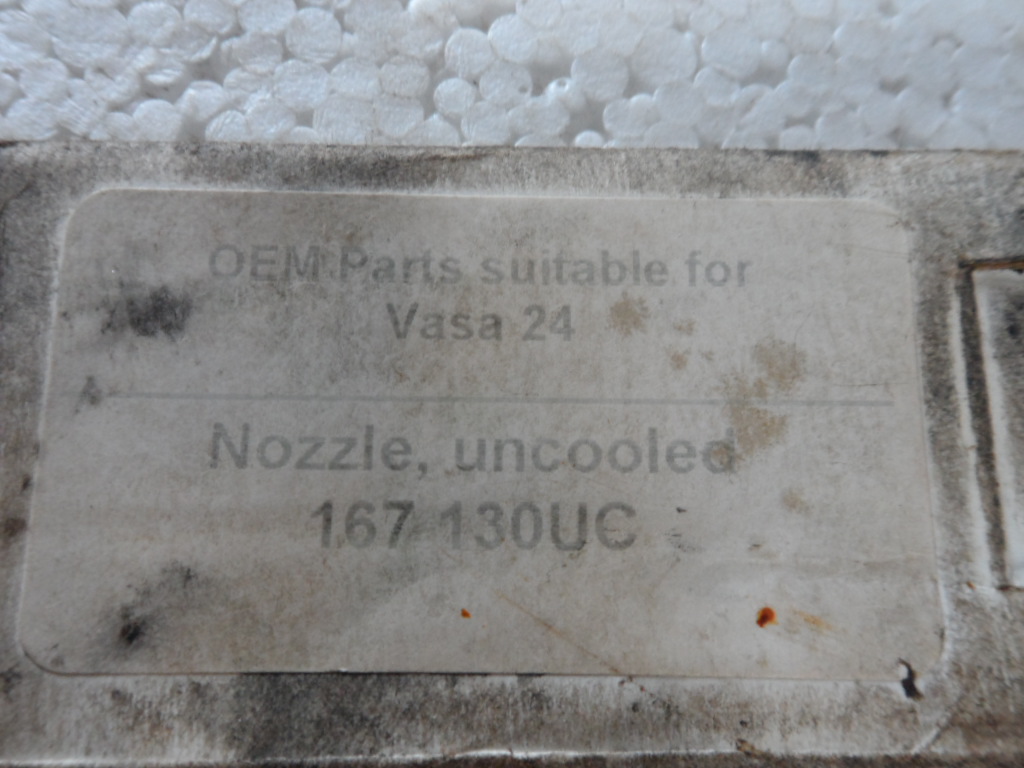 OEM Parts suitable for
Vasa 24
Nozzle, uncooled
167 130UC